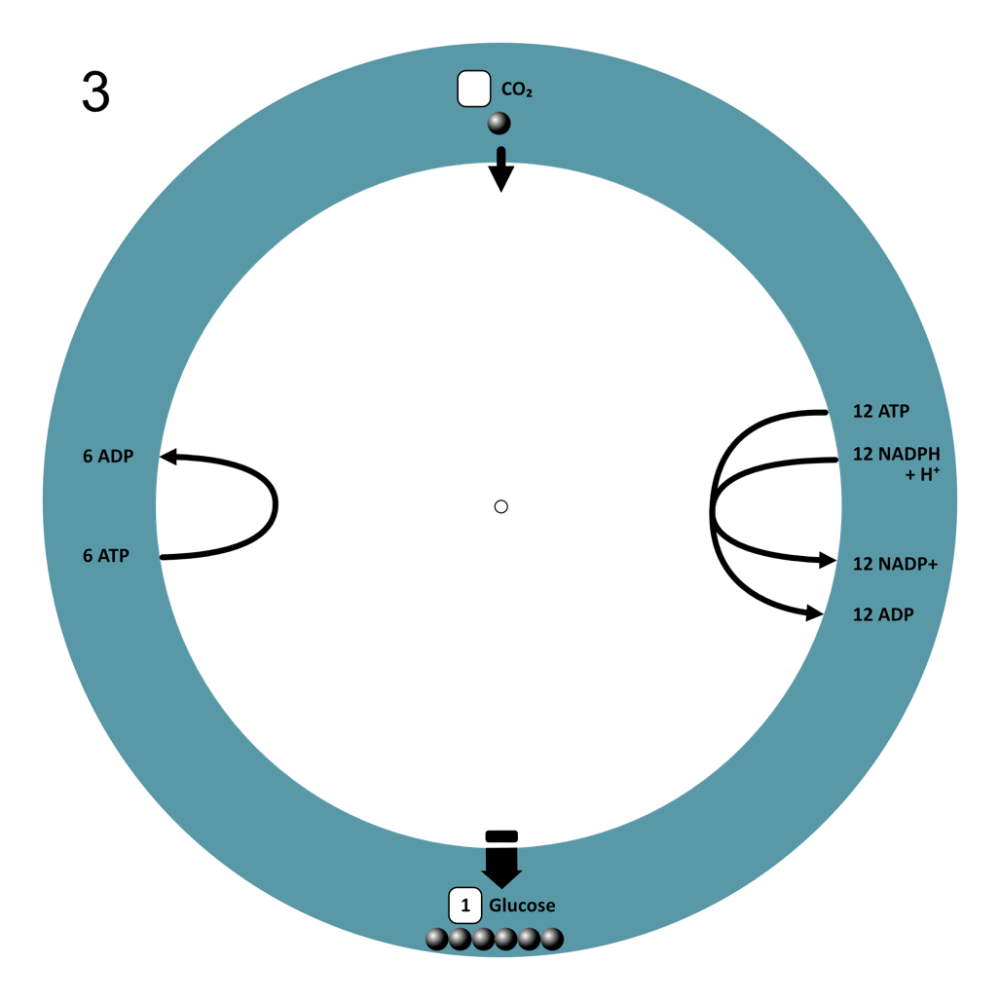 3
CO₂
12 ATP
12 NADPH
+ H⁺
6 ADP
6 ATP
12 NADP+
12 ADP
1 Glucose